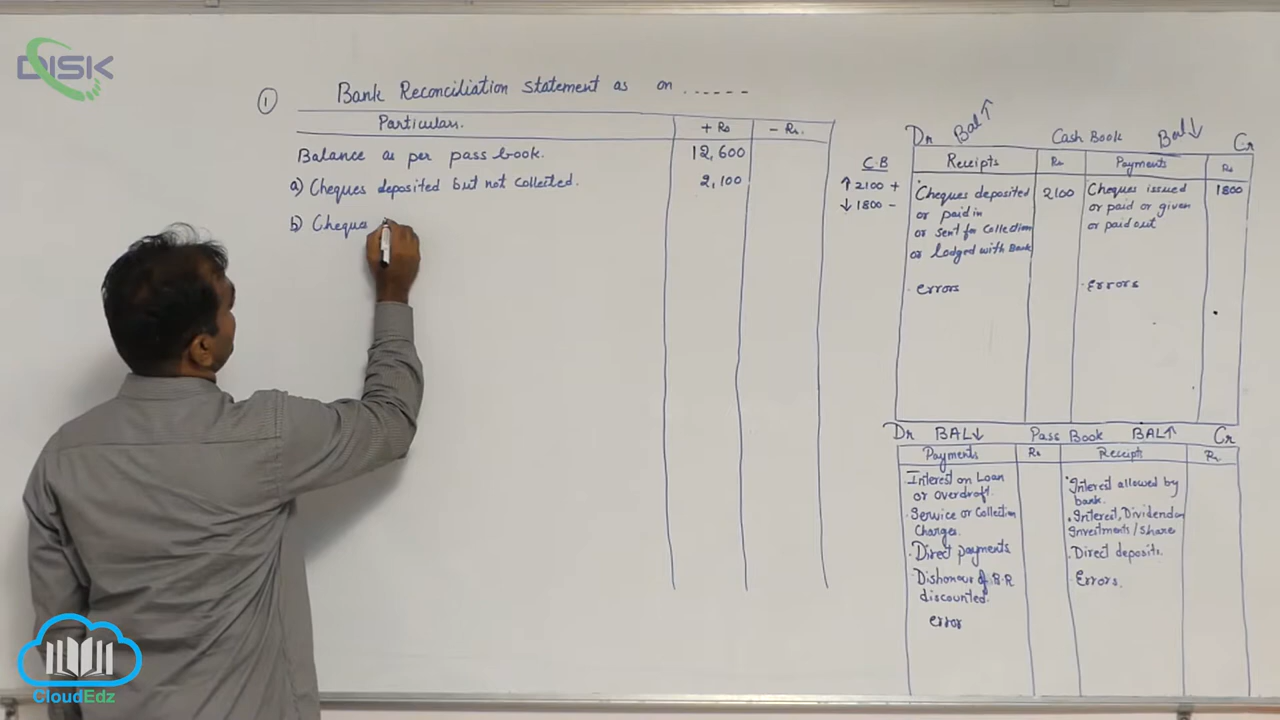 DISK
1 Bank Reconciliation Statement as on ......
Particulars. + Rs - Rs.
Balance as per pass book. 12,600
a) Cheques deposited but not collected. 2,100
b) Cheque
C.B
↑ 2100 +
↓ 1800 -
Dr Bal↑ Cash Book Bal↓ Cr
Receipts Rs Payments Rs
Cheques deposited 2100 Cheques issued 1800
or paid in or paid or given
or sent for collection or paid out
or lodged with Bank
. errors . Errors
Dr BAL↓ Pass Book BAL↑ Cr
Payments Rs Receipts Rs
Interest on Loan . Interest allowed by
or overdroft. bank.
. Service or Collection . Interest, Dividend on
Charges. Investments/share
. Direct payments . Direct deposits.
. Dishonour of B.R . Errors.
discounted.
error
CloudEdz